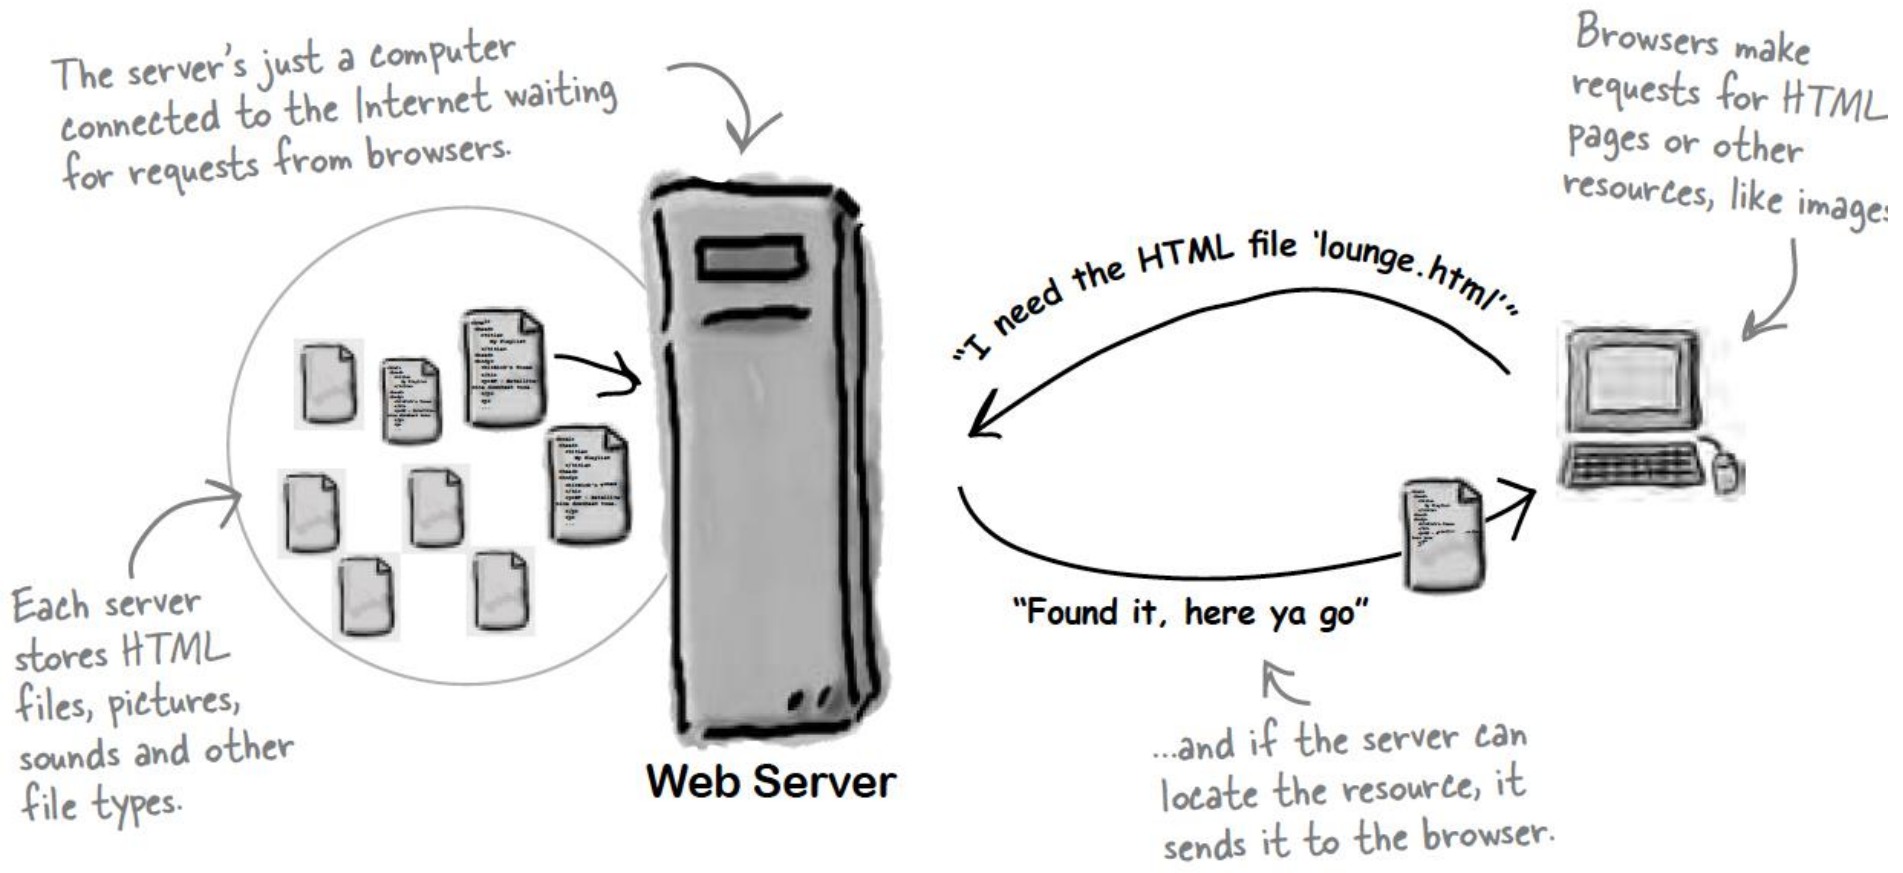 The server's just a computer
connected to the Internet waiting
for requests from browsers.
Browsers make
requests for HTML
pages or other
resources, like images
"I need the HTML file 'lounge.html'"
"Found it, here ya go"
Each server
stores HTML
files, pictures,
sounds and other
file types.
Web Server
...and if the server can
locate the resource, it
sends it to the browser.